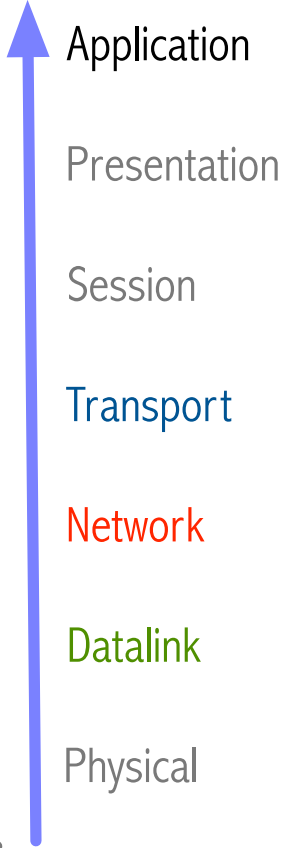 Application
Presentation
Session
Transport
Network
Datalink
Physical